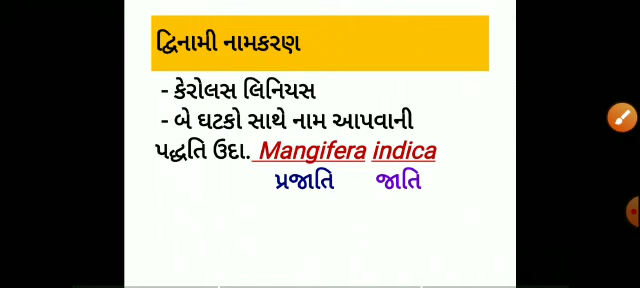 દ્વિનામી નામકરણ
- કેરોલસ લિનિયસ
- બે ઘટકો સાથે નામ આપવાની
પદ્ધતિ ઉદા. Mangifera indica
પ્રજાતિ જાતિ